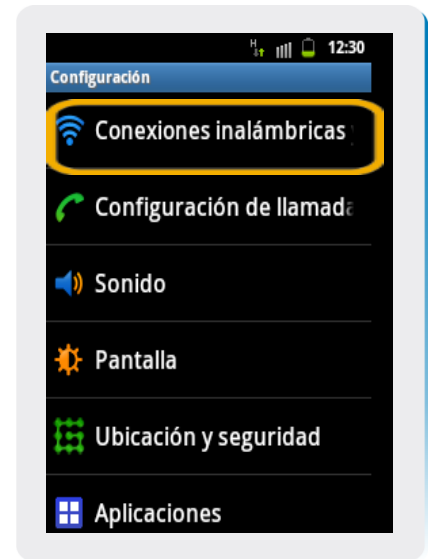 H
12:30
Configuración
Conexiones inalámbricas
Configuración de llamada
Sonido
Pantalla
Ubicación y seguridad
Aplicaciones